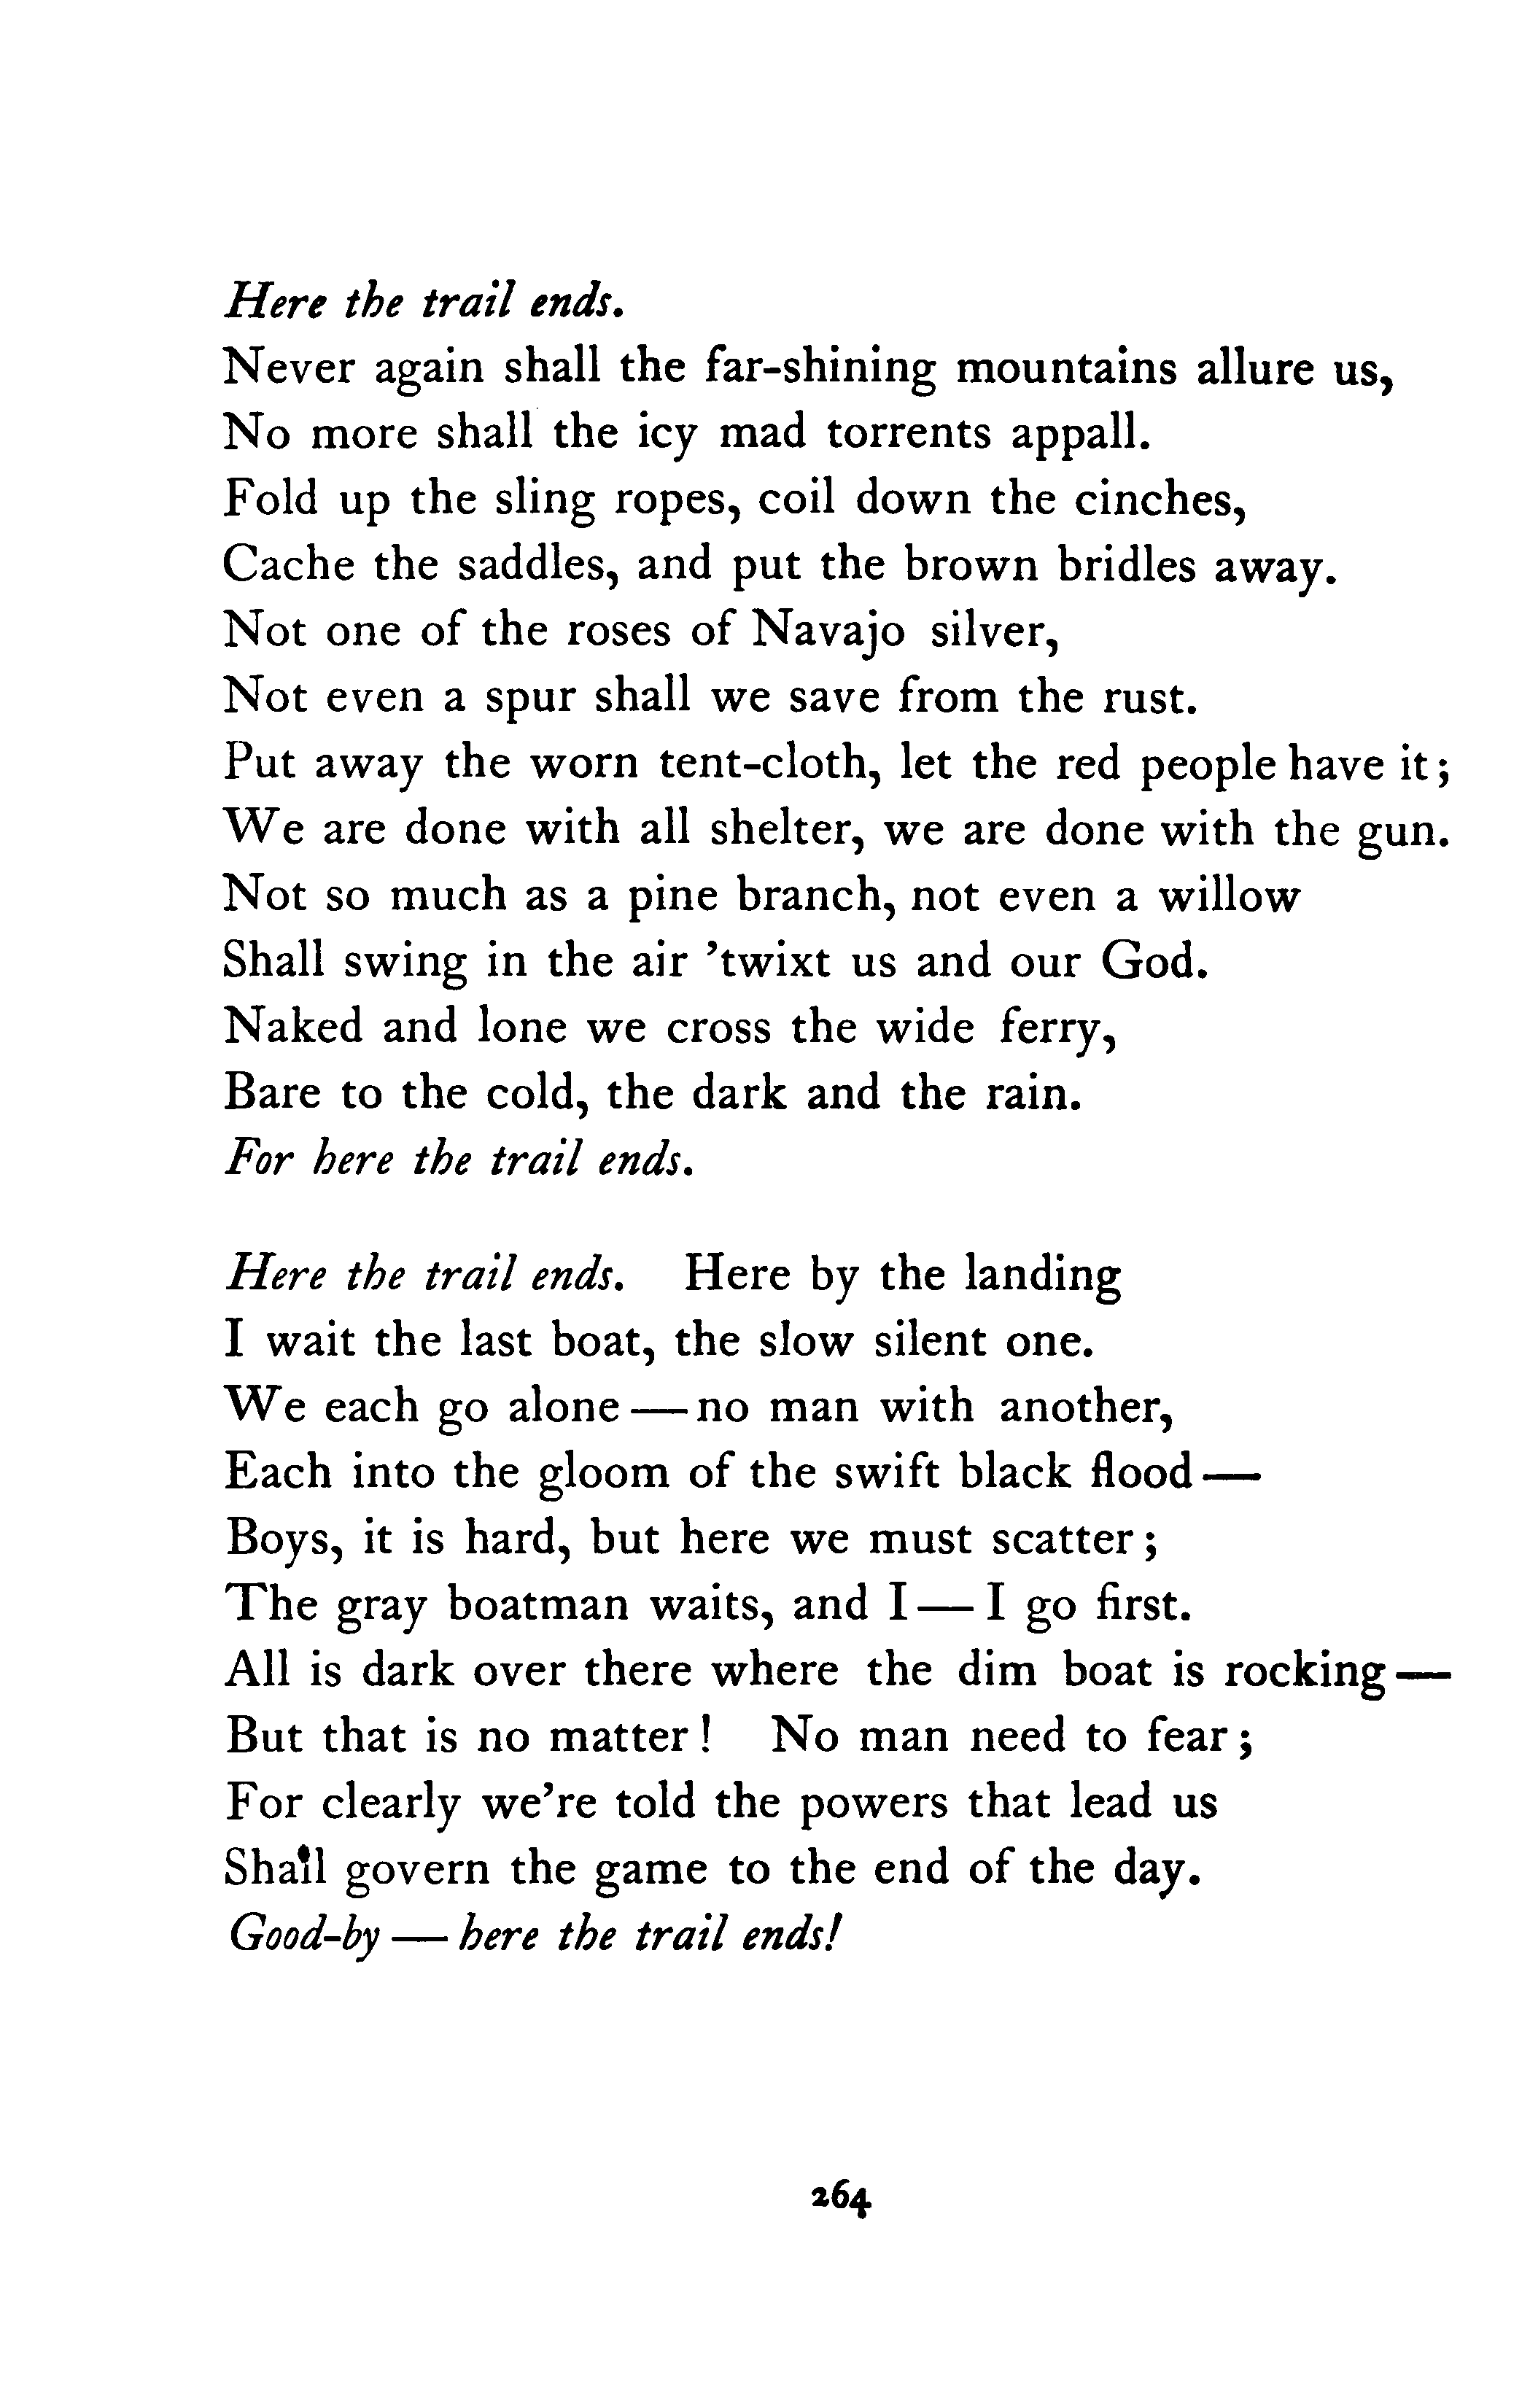 Here the trail ends.
Never again shall the far-shining mountains allure us,
No more shall the icy mad torrents appall.
Fold up the sling ropes, coil down the cinches,
Cache the saddles, and put the brown bridles away.
Not one of the roses of Navajo silver,
Not even a spur shall we save from the rust.
Put away the worn tent-cloth, let the red people have it;
We are done with all shelter, we are done with the gun.
Not so much as a pine branch, not even a willow
Shall swing in the air ’twixt us and our God.
Naked and lone we cross the wide ferry,
Bare to the cold, the dark and the rain.
For here the trail ends.
Here the trail ends. Here by the landing
I wait the last boat, the slow silent one.
We each go alone — no man with another,
Each into the gloom of the swift black flood —
Boys, it is hard, but here we must scatter;
The gray boatman waits, and I — I go first.
All is dark over there where the dim boat is rocking —
But that is no matter! No man need to fear;
For clearly we’re told the powers that lead us
Shall govern the game to the end of the day.
Good-by — here the trail ends!
264